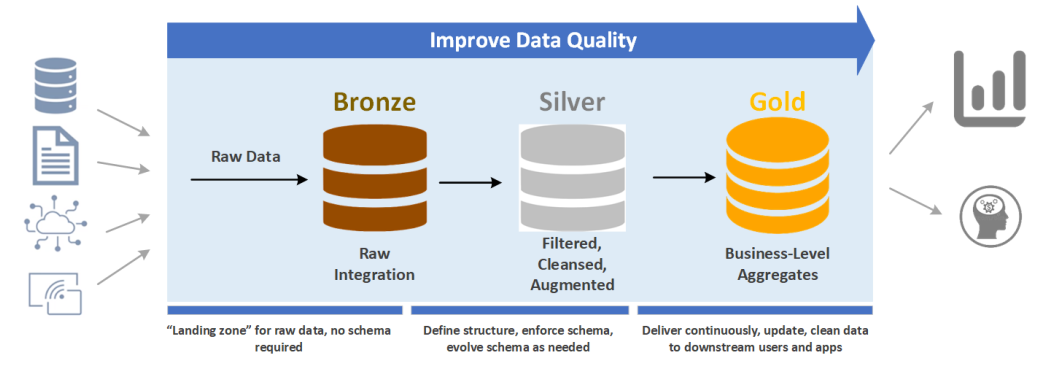 Improve Data Quality
Bronze
Silver
Gold
Raw Data
Raw
Integration
Filtered,
Cleansed,
Augmented
Business-Level
Aggregates
“Landing zone” for raw data, no schema
required
Define structure, enforce schema,
evolve schema as needed
Deliver continuously, update, clean data
to downstream users and apps